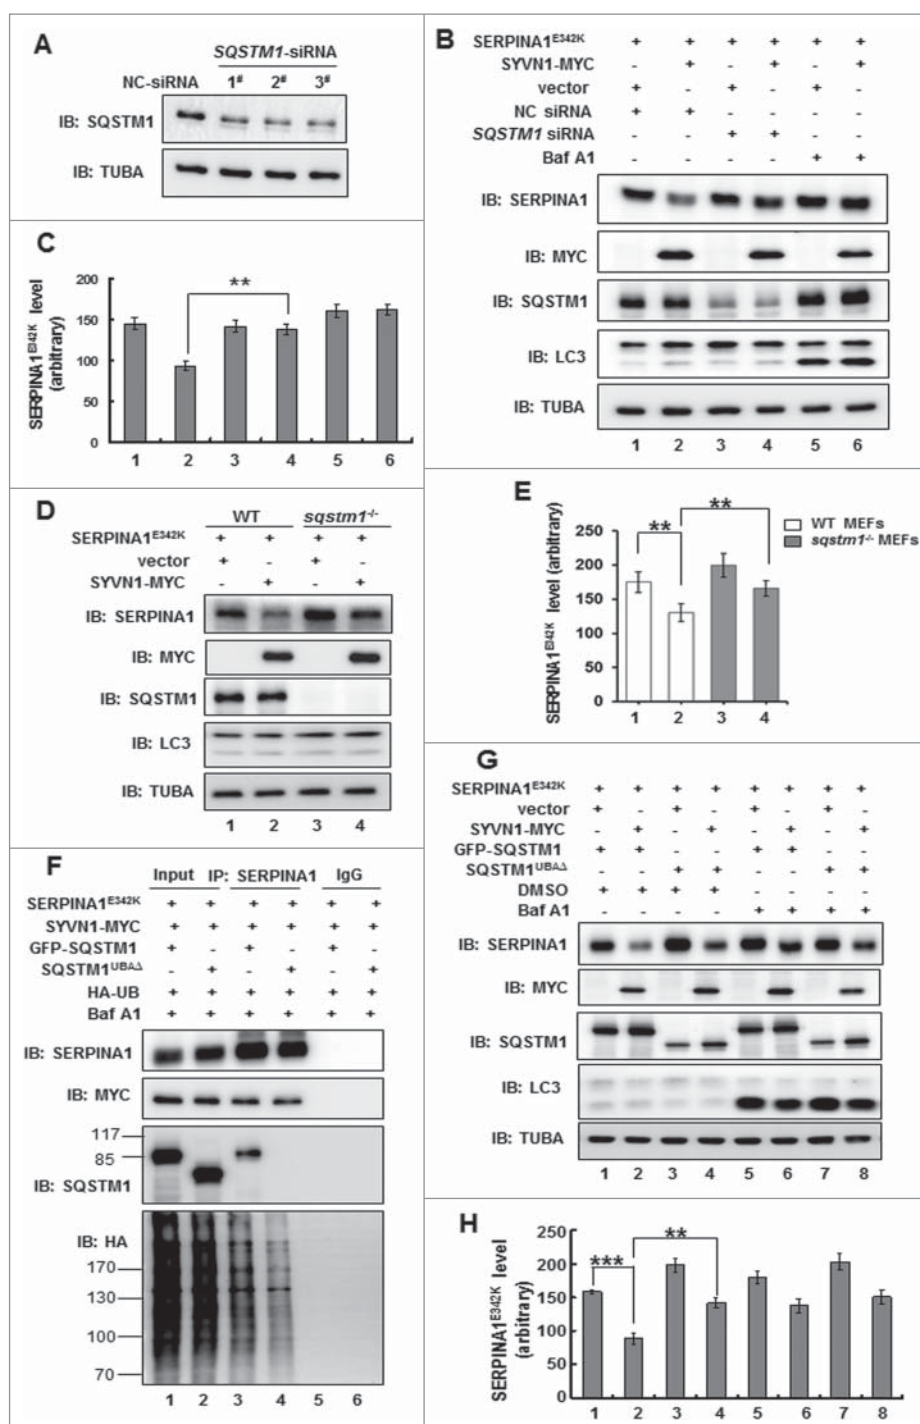 A
SQSTM1-siRNA
NC-siRNA 1# 2# 3#
IB: SQSTM1
IB: TUBA
B
SERPINA1E342K + + + + + +
SYVN1-MYC - + - + - +
vector + - + - + -
NC siRNA + + - - - -
SQSTM1 siRNA - - + + - -
Baf A1 - - - - + +
IB: SERPINA1
IB: MYC
IB: SQSTM1
IB: LC3
IB: TUBA
1 2 3 4 5 6
C
SERPINA1E342K level
(arbitrary)
200
150
100
50
0
**
1 2 3 4 5 6
D
WT sqstm1-/-
SERPINA1E342K + + + +
vector + - + -
SYVN1-MYC - + - +
IB: SERPINA1
IB: MYC
IB: SQSTM1
IB: LC3
IB: TUBA
1 2 3 4
E
SERPINA1E342K level (arbitrary)
250
200
150
100
50
0
** **
WT MEFs
sqstm1-/- MEFs
1 2 3 4
F
Input IP: SERPINA1 IgG
SERPINA1E342K + + + + + +
SYVN1-MYC + + + + + +
GFP-SQSTM1 + - + - + -
SQSTM1UBAΔ - + - + - +
HA-UB + + + + + +
Baf A1 + + + + + +
IB: SERPINA1
IB: MYC
117
85
IB: SQSTM1
IB: HA
170
130
100
70
1 2 3 4 5 6
G
SERPINA1E342K + + + + + + + +
vector + - + - + - + -
SYVN1-MYC - + - + - + - +
GFP-SQSTM1 + + - - + + - -
SQSTM1UBAΔ - - + + - - + +
DMSO + + + + - - - -
Baf A1 - - - - + + + +
IB: SERPINA1
IB: MYC
IB: SQSTM1
IB: LC3
IB: TUBA
1 2 3 4 5 6 7 8
H
SERPINA1E342K level
(arbitrary)
250
200
150
100
50
0
*** **
1 2 3 4 5 6 7 8